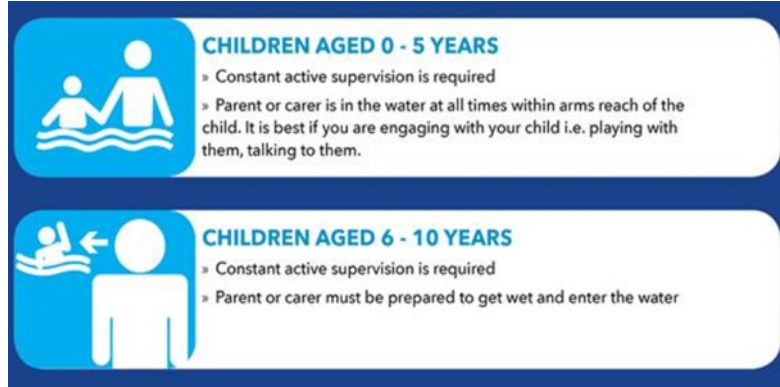 CHILDREN AGED 0 - 5 YEARS
» Constant active supervision is required
» Parent or carer is in the water at all times within arms reach of the
child. It is best if you are engaging with your child i.e. playing with
them, talking to them.
CHILDREN AGED 6 - 10 YEARS
» Constant active supervision is required
» Parent or carer must be prepared to get wet and enter the water